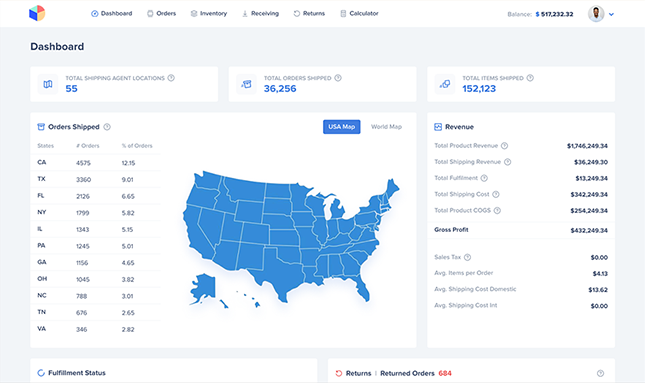 Dashboard Orders Inventory Receiving Returns Calculator Balance: $ 517,232.32
Dashboard
TOTAL SHIPPING AGENT LOCATIONS
55
TOTAL ORDERS SHIPPED
36,256
TOTAL ITEMS SHIPPED
152,123
Orders Shipped USA Map World Map
States # Orders % of Orders
CA 4575 12.15
TX 3360 9.01
FL 2126 6.65
NY 1799 5.82
IL 1343 5.15
PA 1245 5.01
GA 1156 4.65
OH 1045 3.82
NC 788 3.01
TN 676 2.65
VA 346 2.82
Revenue
Total Product Revenue $1,746,249.34
Total Shipping Revenue $36,249.30
Total Fulfilment $13,249.34
Total Shipping Cost $342,249.34
Total Product COGS $254,249.34
Gross Profit $432,249.34
Sales Tax $0.00
Avg. Items per Order $4.13
Avg. Shipping Cost Domestic $13.62
Avg. Shipping Cost Int $0.00
Fulfillment Status
Returns | Returned Orders 684